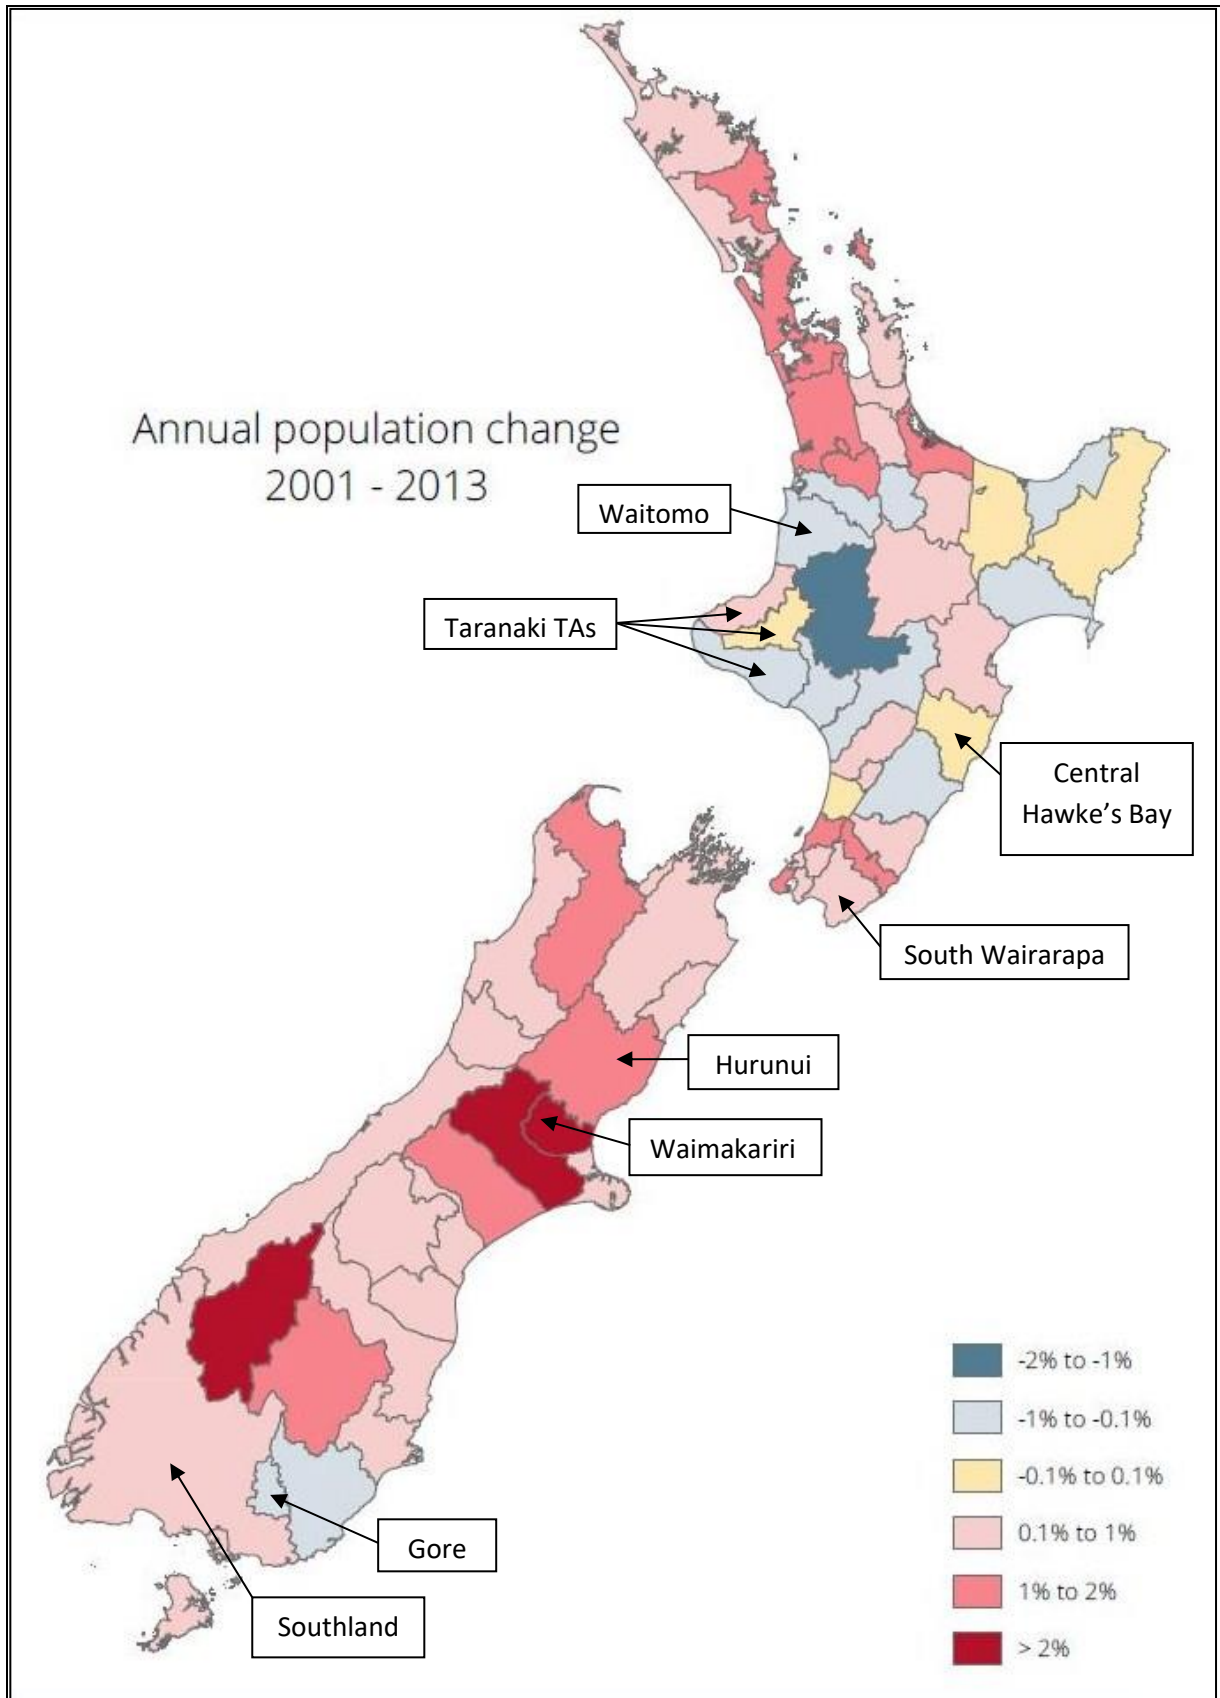 Annual population change
2001 - 2013
Waitomo
Taranaki TAs
Central
Hawke’s Bay
South Wairarapa
Hurunui
Waimakariri
Gore
Southland
-2% to -1%
-1% to -0.1%
-0.1% to 0.1%
0.1% to 1%
1% to 2%
> 2%